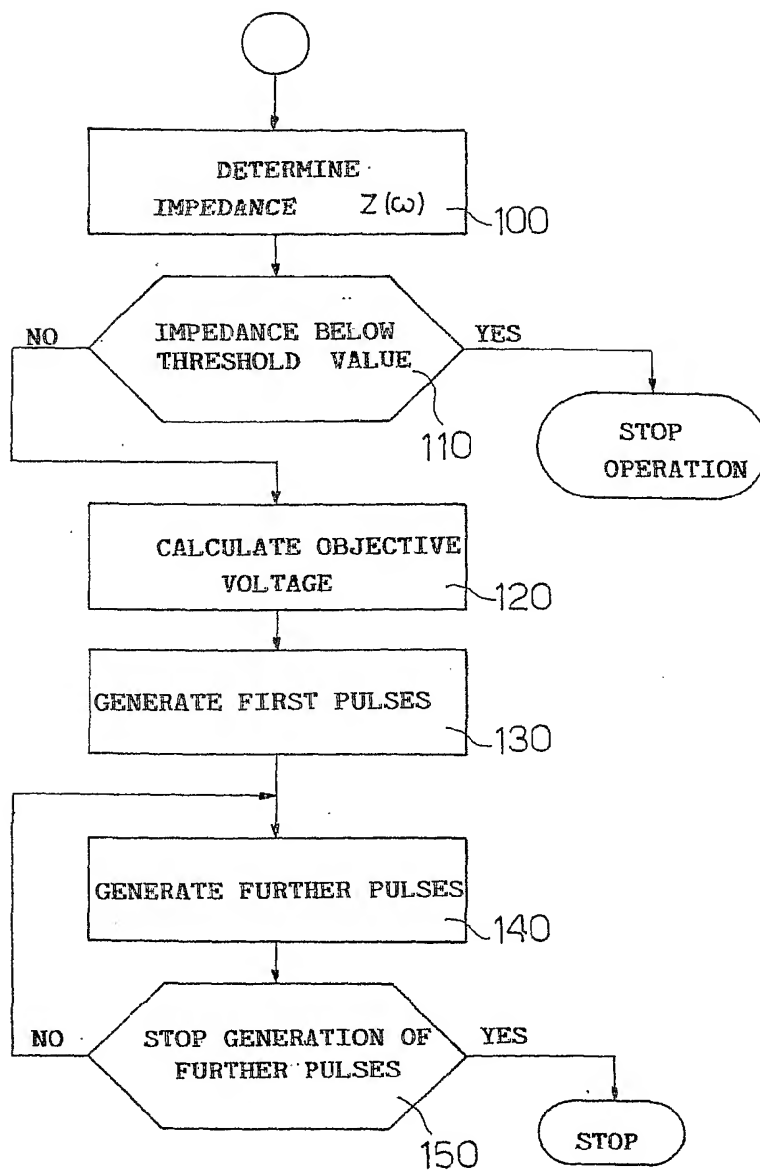 DETERMINE
IMPEDANCE Z(ω)
100
IMPEDANCE BELOW
THRESHOLD VALUE
NO
YES
110
STOP
OPERATION
CALCULATE OBJECTIVE
VOLTAGE
120
GENERATE FIRST PULSES
130
GENERATE FURTHER PULSES
140
NO
STOP GENERATION OF
FURTHER PULSES
YES
150
STOP